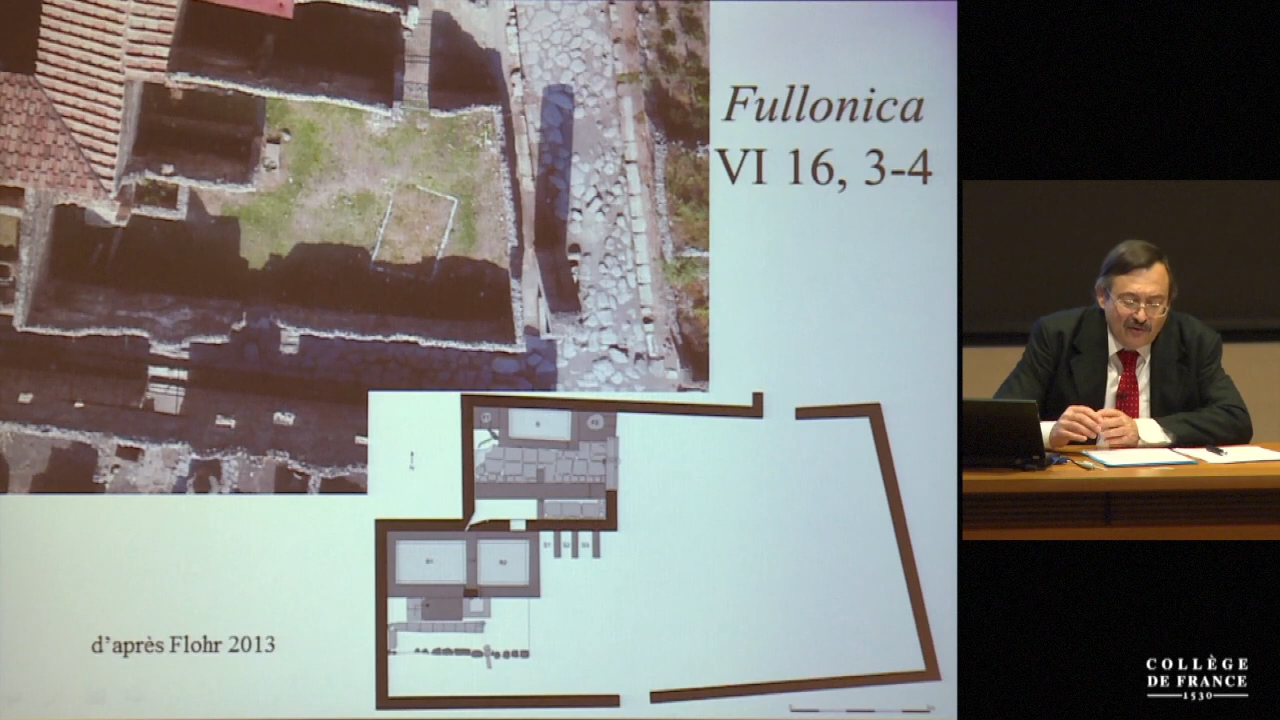 Fullonica
VI 16, 3-4
d'après Flohr 2013
COLLÈGE
DE FRANCE
1530